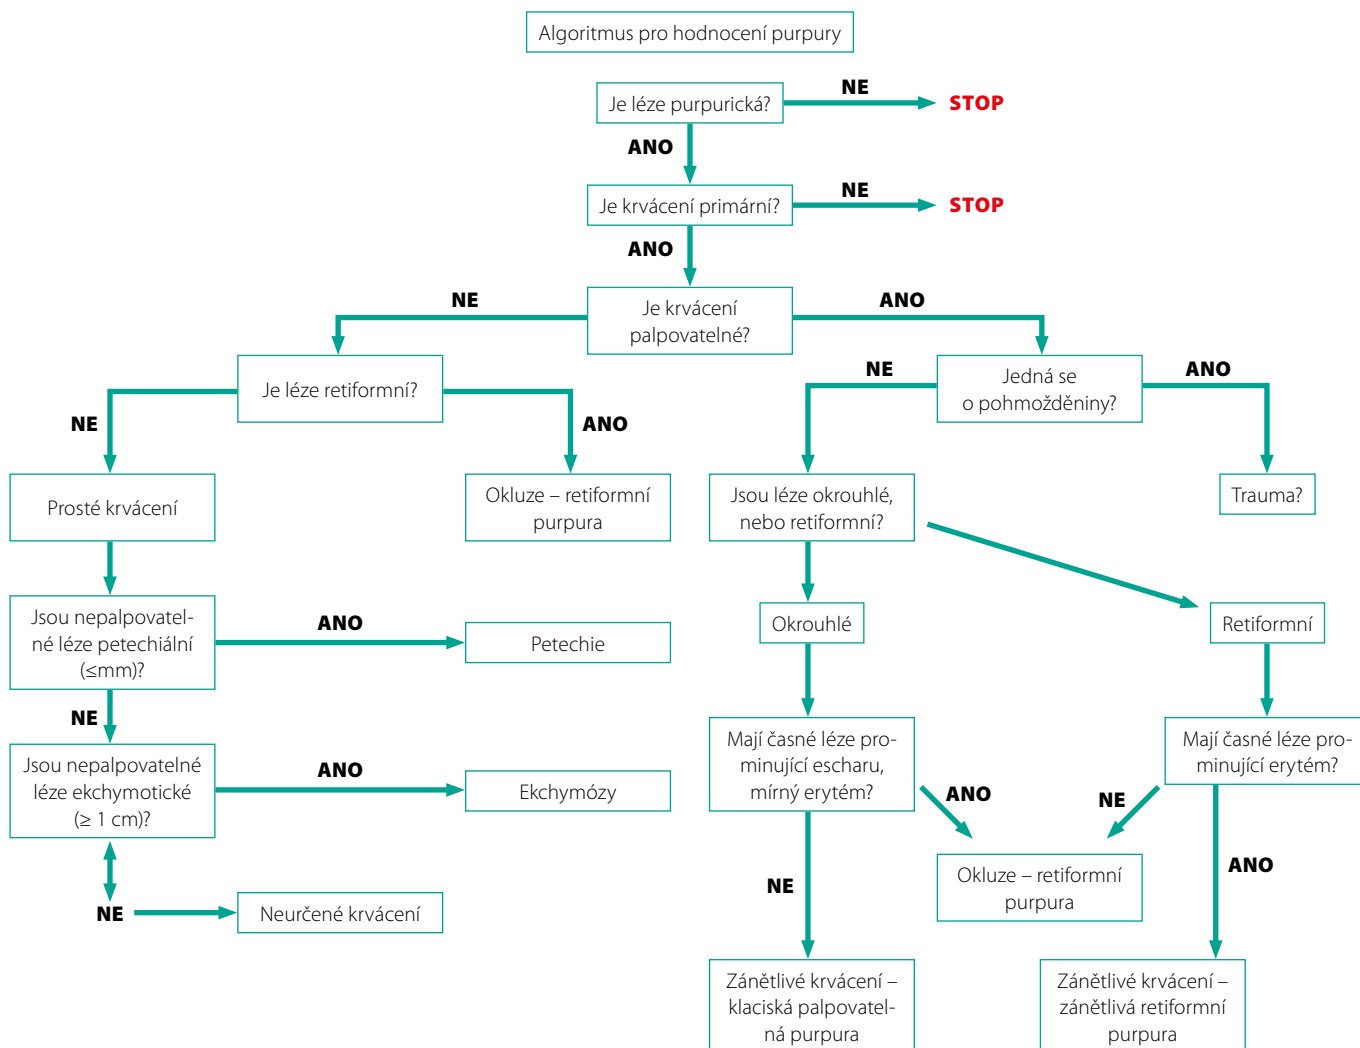 Algoritmus pro hodnocení purpury
Je léze purpurická?
NE
STOP
ANO
Je krvácení primární?
NE
STOP
ANO
Je krvácení
palpovatelné?
NE
ANO
Je léze retiformní?
NE
ANO
Jedná se
o pohmožděniny?
NE
ANO
Prosté krvácení
Okluze – retiformní
purpura
Jsou léze okrouhlé,
nebo retiformní?
Trauma?
Jsou nepalpovatel-
né léze petechiální
(≤mm)?
ANO
Petechie
Okrouhlé
Retiformní
NE
Jsou nepalpovatelné
léze ekchymotické
(≥ 1 cm)?
ANO
Ekchymózy
Mají časné léze pro-
minující escharu,
mírný erytém?
ANO
NE
Mají časné léze pro-
minující erytém?
NE
Neurčené krvácení
NE
Okluze – retiformní
purpura
ANO
Zánětlivé krvácení –
klaciská palpovatel-
ná purpura
Zánětlivé krvácení –
zánětlivá retiformní
purpura